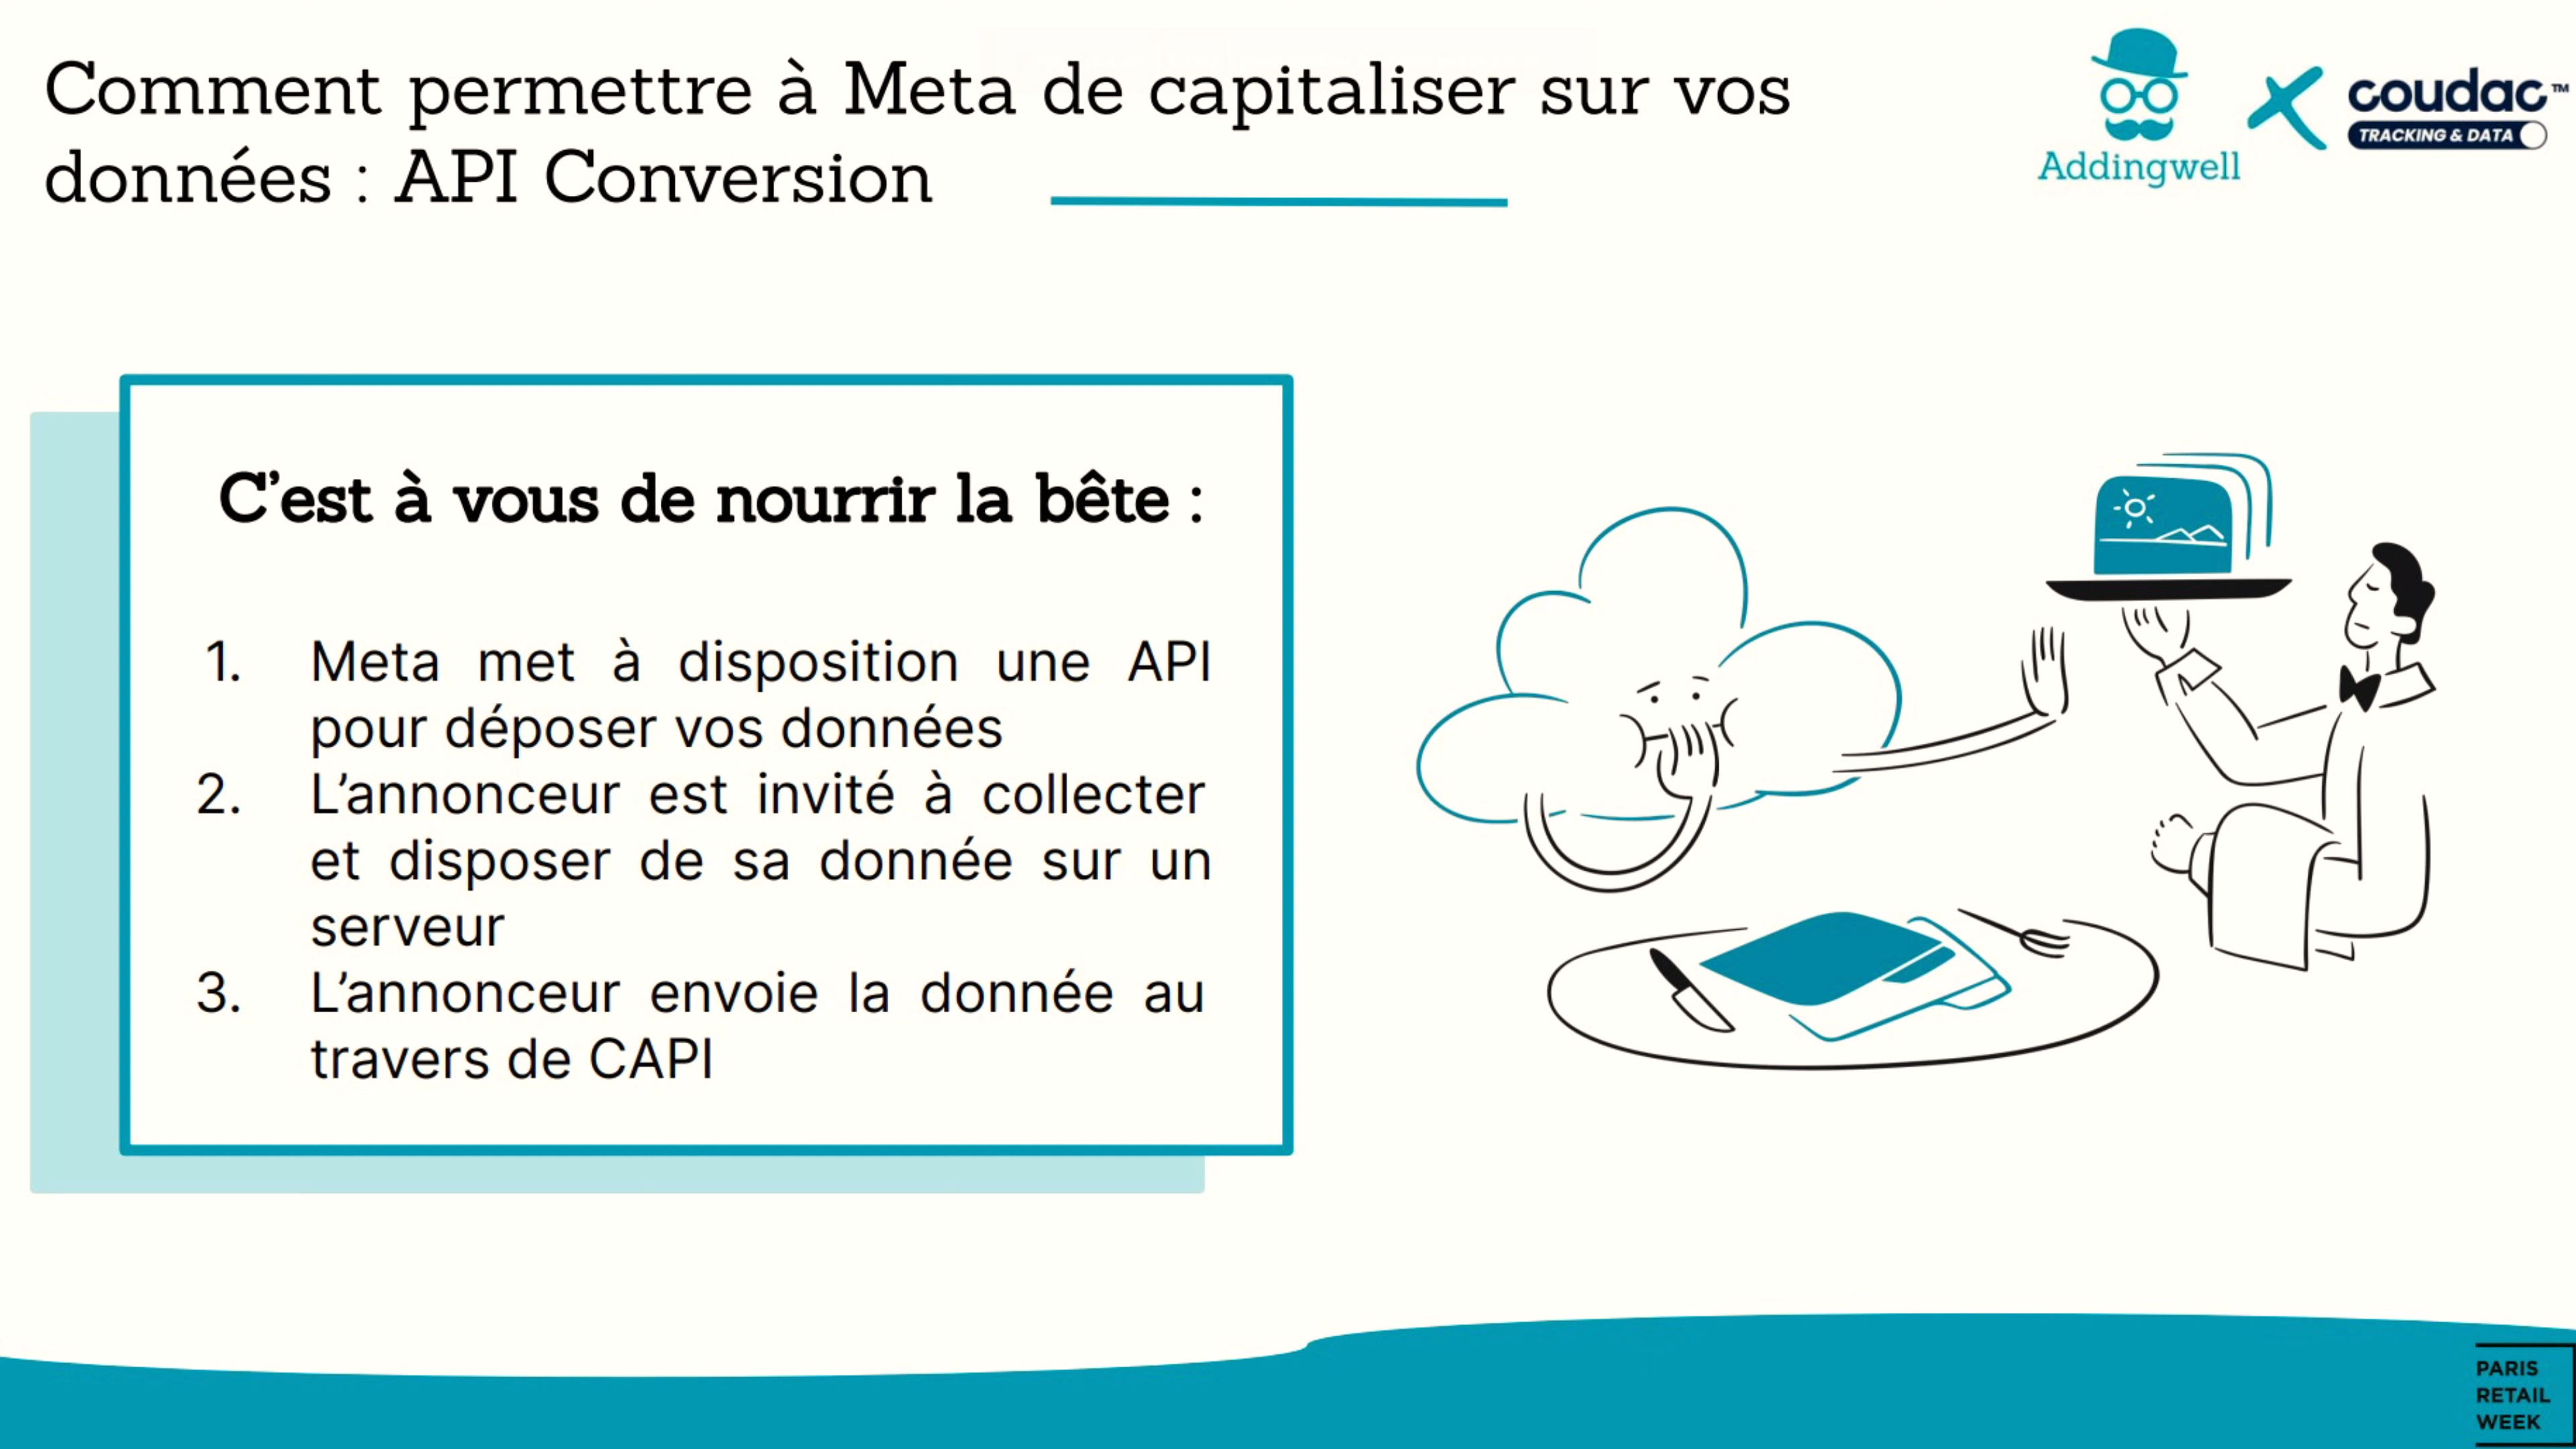 Comment permettre à Meta de capitaliser sur vos
données : API Conversion
Addingwell
coudac™
TRACKING & DATA
C'est à vous de nourrir la bête :
1. Meta met à disposition une API
pour déposer vos données
2. L'annonceur est invité à collecter
et disposer de sa donnée sur un
serveur
3. L'annonceur envoie la donnée au
travers de CAPI
PARIS
RETAIL
WEEK